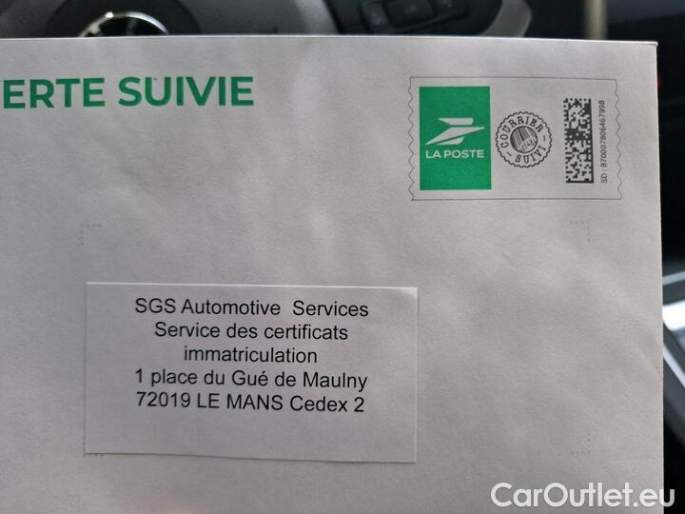 ERTE SUIVIE
LA POSTE
COURRIER
SUIVI
SGS Automotive Services
Service des certificats
immatriculation
1 place du Gué de Maulny
72019 LE MANS Cedex 2
CarOutlet.eu